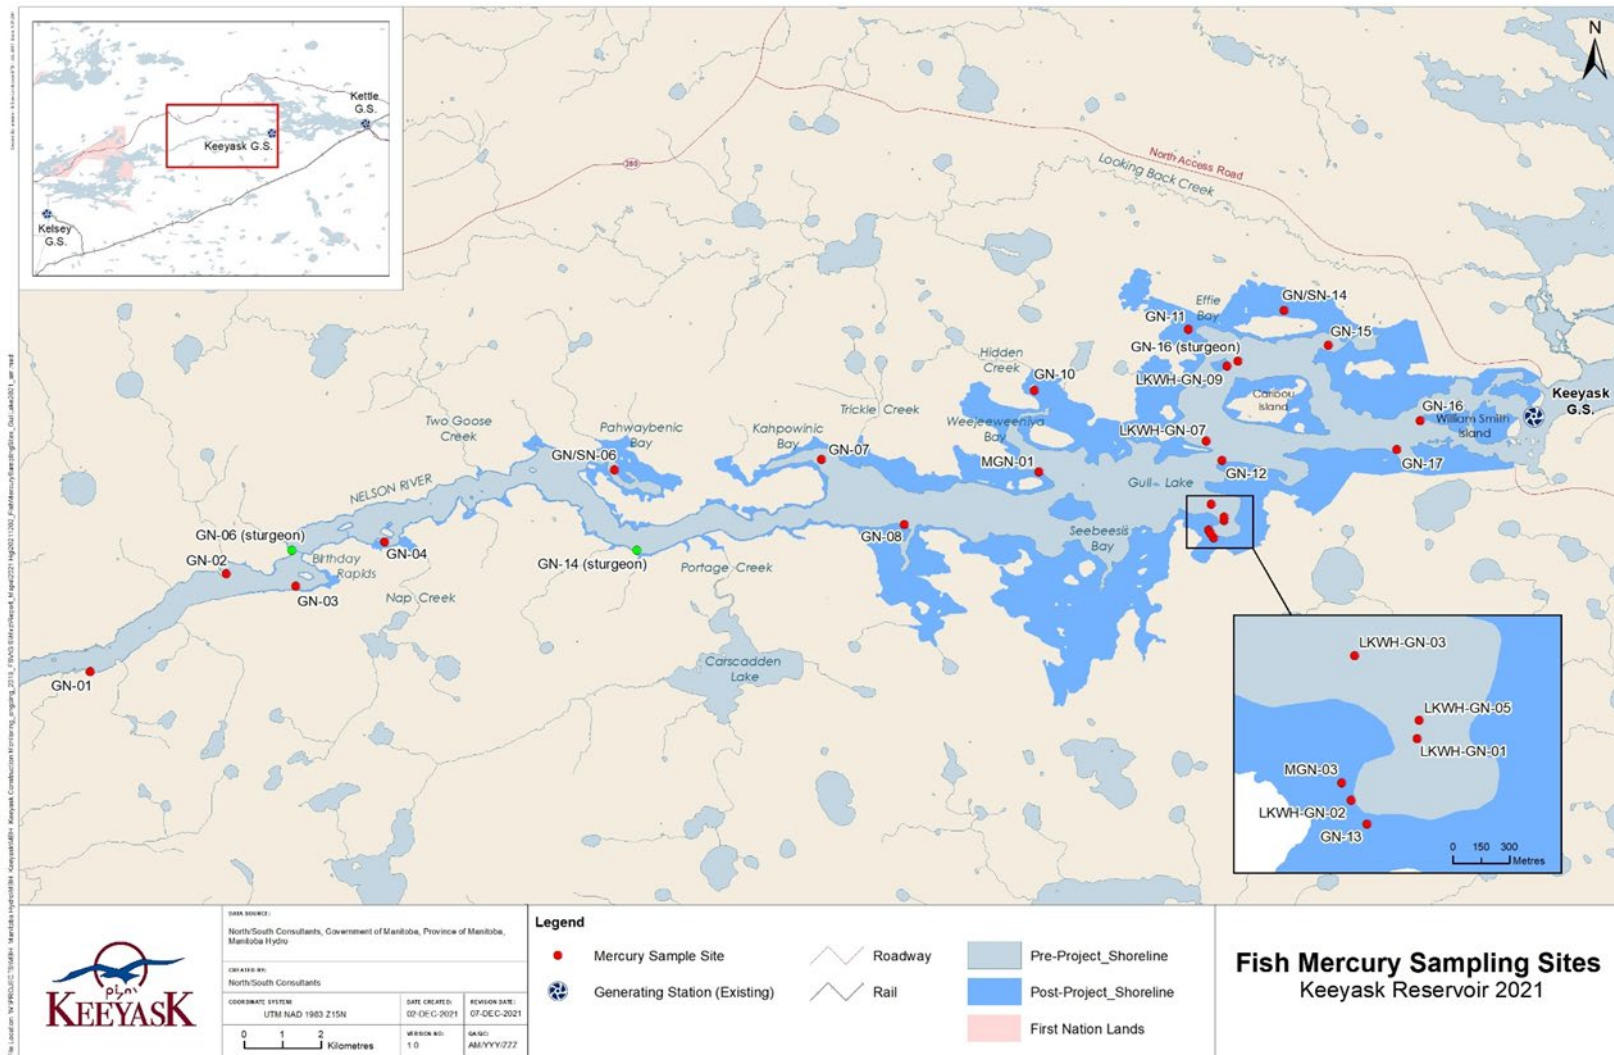 Kettle
G.S.
Keeyask G.S.
Kelsey
G.S.
N
280
North Access Road
Looking Back Creek
GN/SN-14
Effie
Bay
GN-11
GN-15
GN-16 (sturgeon)
LKWH-GN-09
Hidden
Creek
GN-10
Caribou
Island
Keeyask
G.S.
GN-16
William Smith
Island
GN-17
Two Goose
Creek
Pahwaybenic
Bay
Trickle Creek
Kahpowinic
Bay
Weejeeweeniya
Bay
LKWH-GN-07
GN/SN-06
GN-07
MGN-01
GN-12
Gull Lake
NELSON RIVER
GN-06 (sturgeon)
GN-02
Birthday
Rapids
GN-04
GN-03
Nap Creek
GN-14 (sturgeon)
Portage Creek
GN-08
Seebeesis
Bay
Carscadden
Lake
GN-01
LKWH-GN-03
LKWH-GN-05
LKWH-GN-01
MGN-03
LKWH-GN-02
GN-13
0 150 300
Metres
KEEYASK
DATA SOURCE:
North/South Consultants, Government of Manitoba, Province of Manitoba,
Manitoba Hydro
CREATED BY:
North/South Consultants
COORDINATE SYSTEM:
UTM NAD 1983 Z15N
DATE CREATED:
02-DEC-2021
REVISION DATE:
07-DEC-2021
0 1 2 Kilometres
VERSION NO:
1.0
QA/QC:
AM/YYY/ZZZ
Legend
Mercury Sample Site
Generating Station (Existing)
Roadway
Rail
Pre-Project_Shoreline
Post-Project_Shoreline
First Nation Lands
Fish Mercury Sampling Sites
Keeyask Reservoir 2021